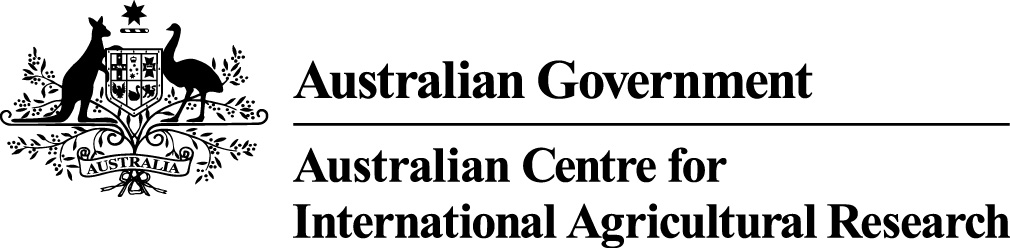 AUSTRALIA
Australian Government
Australian Centre for
International Agricultural Research